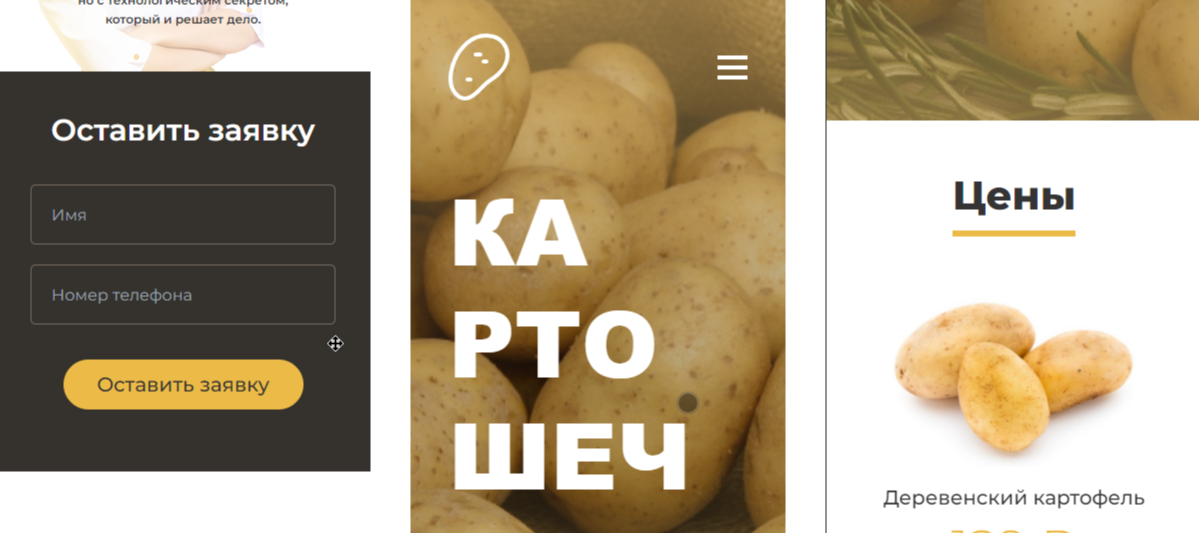 но с технологическим секретом,
который и решает дело.
Оставить заявку
Имя
Номер телефона
Оставить заявку
КА
РТО
ШЕЧ
Цены
Деревенский картофель